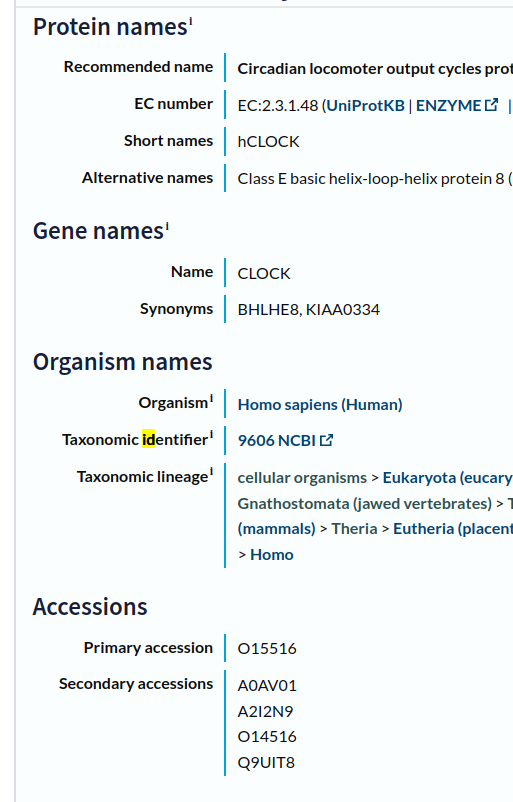 Protein names i
Recommended name Circadian locomoter output cycles prot
EC number EC:2.3.1.48 (UniProtKB | ENZYME |
Short names hCLOCK
Alternative names Class E basic helix-loop-helix protein 8 (
Gene names i
Name CLOCK
Synonyms BHLHE8, KIAA0334
Organism names
Organism i Homo sapiens (Human)
Taxonomic identifier i 9606 NCBI
Taxonomic lineage i cellular organisms > Eukaryota (eucary
Gnathostomata (jawed vertebrates) > T
(mammals) > Theria > Eutheria (placent
> Homo
Accessions
Primary accession O15516
Secondary accessions A0AV01
A2I2N9
O14516
Q9UIT8